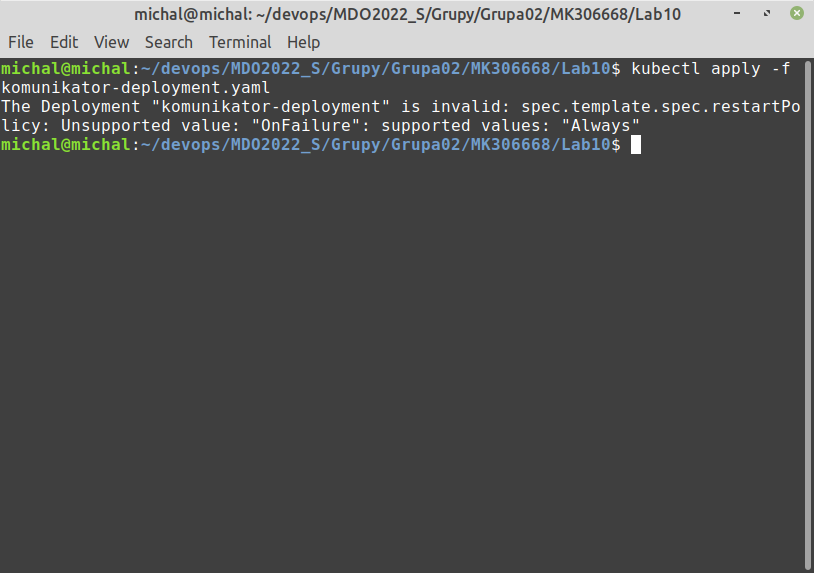 michal@michal: ~/devops/MDO2022_S/Grupy/Grupa02/MK306668/Lab10
File Edit View Search Terminal Help
michal@michal:~/devops/MDO2022_S/Grupy/Grupa02/MK306668/Lab10$ kubectl apply -f
komunikator-deployment.yaml
The Deployment "komunikator-deployment" is invalid: spec.template.spec.restartPo
licy: Unsupported value: "OnFailure": supported values: "Always"
michal@michal:~/devops/MDO2022_S/Grupy/Grupa02/MK306668/Lab10$